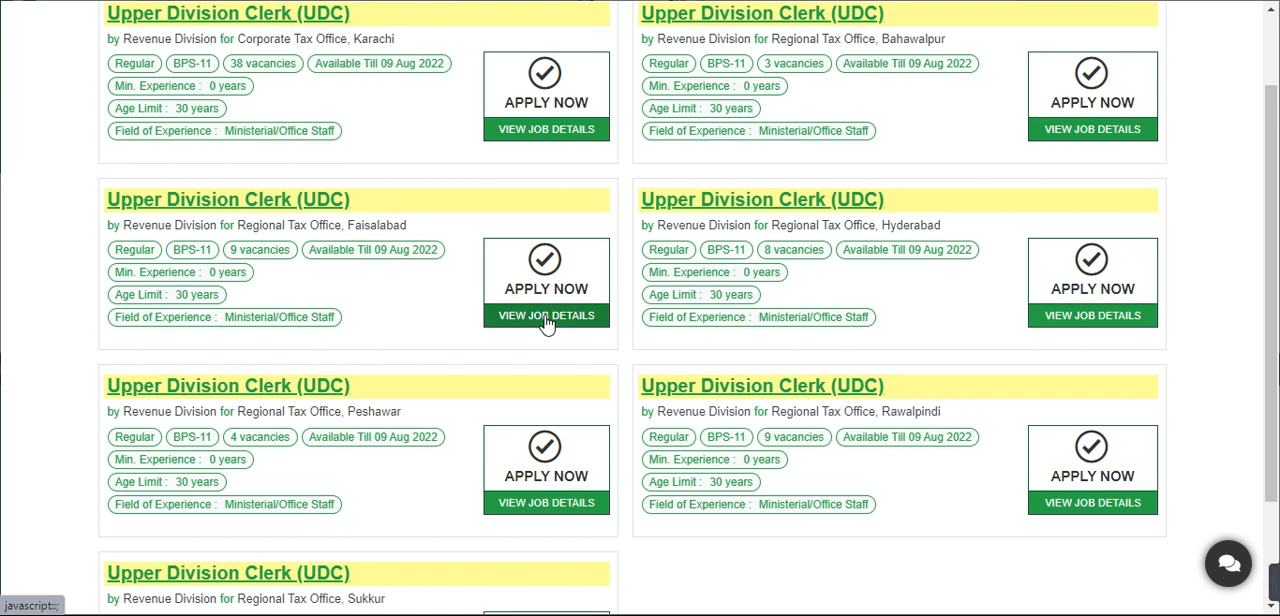 Upper Division Clerk (UDC)
by Revenue Division for Corporate Tax Office, Karachi
Regular BPS-11 38 vacancies Available Till 09 Aug 2022
Min. Experience : 0 years
Age Limit : 30 years
Field of Experience : Ministerial/Office Staff
APPLY NOW
VIEW JOB DETAILS
Upper Division Clerk (UDC)
by Revenue Division for Regional Tax Office, Bahawalpur
Regular BPS-11 3 vacancies Available Till 09 Aug 2022
Min. Experience : 0 years
Age Limit : 30 years
Field of Experience : Ministerial/Office Staff
APPLY NOW
VIEW JOB DETAILS
Upper Division Clerk (UDC)
by Revenue Division for Regional Tax Office, Faisalabad
Regular BPS-11 9 vacancies Available Till 09 Aug 2022
Min. Experience : 0 years
Age Limit : 30 years
Field of Experience : Ministerial/Office Staff
APPLY NOW
VIEW JOB DETAILS
Upper Division Clerk (UDC)
by Revenue Division for Regional Tax Office, Hyderabad
Regular BPS-11 8 vacancies Available Till 09 Aug 2022
Min. Experience : 0 years
Age Limit : 30 years
Field of Experience : Ministerial/Office Staff
APPLY NOW
VIEW JOB DETAILS
Upper Division Clerk (UDC)
by Revenue Division for Regional Tax Office, Peshawar
Regular BPS-11 4 vacancies Available Till 09 Aug 2022
Min. Experience : 0 years
Age Limit : 30 years
Field of Experience : Ministerial/Office Staff
APPLY NOW
VIEW JOB DETAILS
Upper Division Clerk (UDC)
by Revenue Division for Regional Tax Office, Rawalpindi
Regular BPS-11 9 vacancies Available Till 09 Aug 2022
Min. Experience : 0 years
Age Limit : 30 years
Field of Experience : Ministerial/Office Staff
APPLY NOW
VIEW JOB DETAILS
Upper Division Clerk (UDC)
by Revenue Division for Regional Tax Office, Sukkur
javascript:;